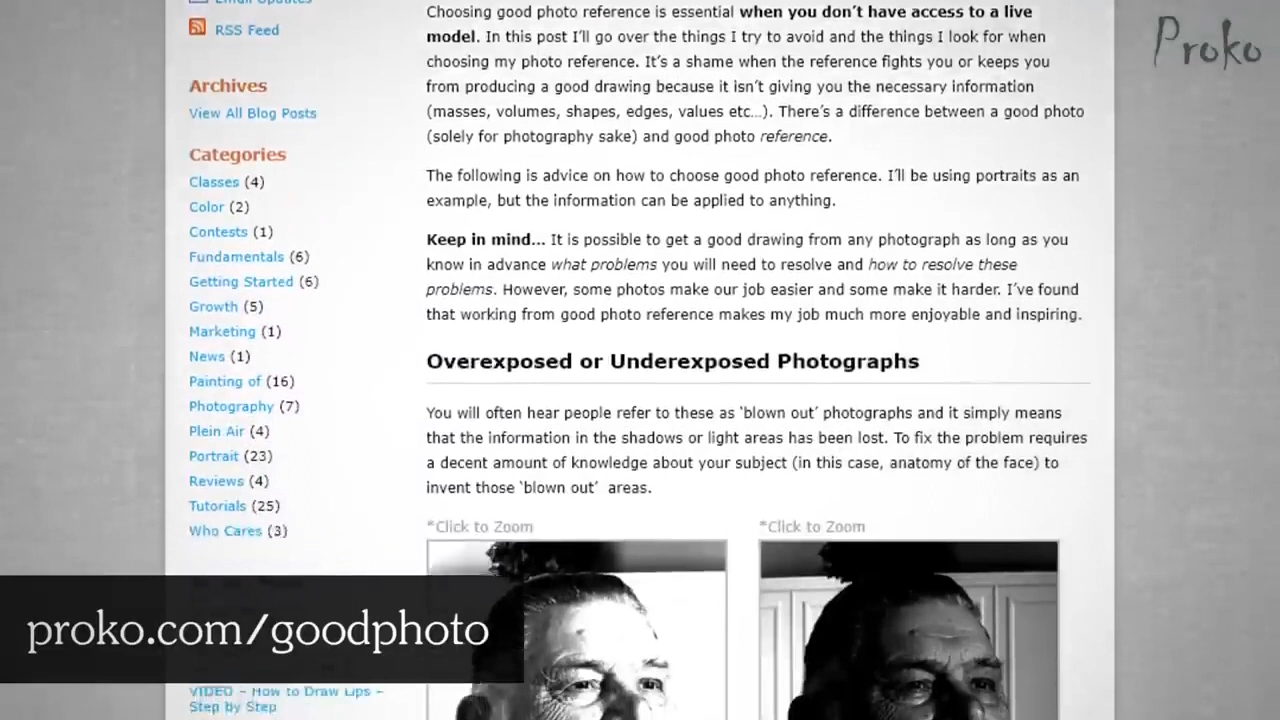 Email Updates
RSS Feed
Archives
View All Blog Posts
Categories
Classes (4)
Color (2)
Contests (1)
Fundamentals (6)
Getting Started (6)
Growth (5)
Marketing (1)
News (1)
Painting of (16)
Photography (7)
Plein Air (4)
Portrait (23)
Reviews (4)
Tutorials (25)
Who Cares (3)
VIDEO – How to Draw Lips –
Step by Step
Choosing good photo reference is essential when you don't have access to a live
model. In this post I'll go over the things I try to avoid and the things I look for when
choosing my photo reference. It's a shame when the reference fights you or keeps you
from producing a good drawing because it isn't giving you the necessary information
(masses, volumes, shapes, edges, values etc…). There's a difference between a good photo
(solely for photography sake) and good photo reference.
The following is advice on how to choose good photo reference. I'll be using portraits as an
example, but the information can be applied to anything.
Keep in mind… It is possible to get a good drawing from any photograph as long as you
know in advance what problems you will need to resolve and how to resolve these
problems. However, some photos make our job easier and some make it harder. I've found
that working from good photo reference makes my job much more enjoyable and inspiring.
Overexposed or Underexposed Photographs
You will often hear people refer to these as 'blown out' photographs and it simply means
that the information in the shadows or light areas has been lost. To fix the problem requires
a decent amount of knowledge about your subject (in this case, anatomy of the face) to
invent those 'blown out' areas.
*Click to Zoom
*Click to Zoom
Proko
proko.com/goodphoto